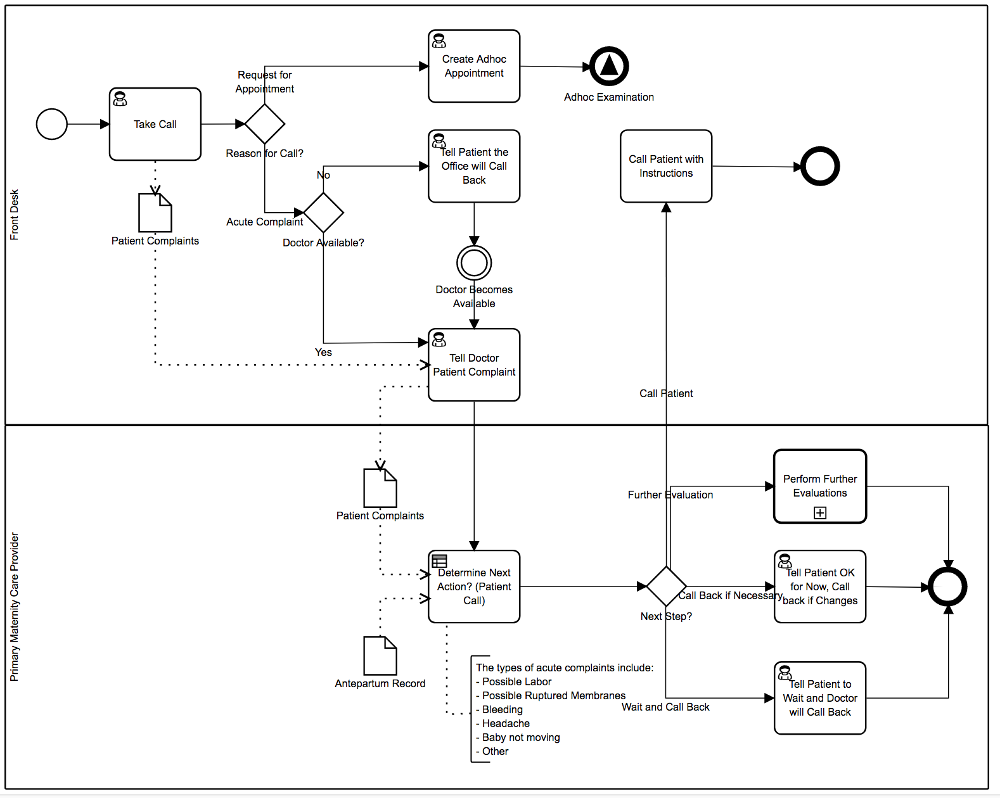 Front Desk
Take Call
Patient Complaints
Request for
Appointment
Reason for Call?
Acute Complaint
No
Doctor Available?
Yes
Create Adhoc
Appointment
Adhoc Examination
Tell Patient the
Office will Call
Back
Doctor Becomes
Available
Tell Doctor
Patient Complaint
Call Patient with
Instructions
Call Patient
Primary Maternity Care Provider
Patient Complaints
Antepartum Record
Determine Next
Action? (Patient
Call)
The types of acute complaints include:
- Possible Labor
- Possible Ruptured Membranes
- Bleeding
- Headache
- Baby not moving
- Other
Next Step?
Further Evaluation
Call Back if Necessary
Wait and Call Back
Perform Further
Evaluations
Tell Patient OK
for Now, Call
back if Changes
Tell Patient to
Wait and Doctor
will Call Back